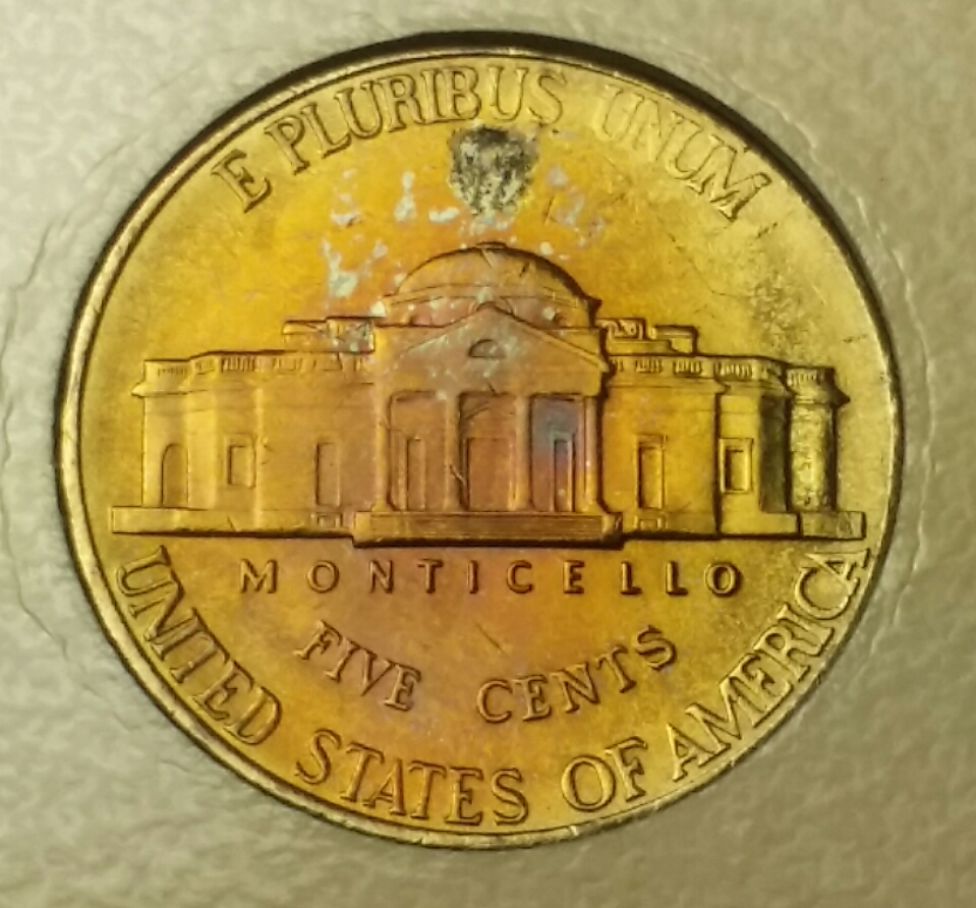 E PLURIBUS UNUM
MONTICELLO
FIVE CENTS
UNITED STATES OF AMERICA